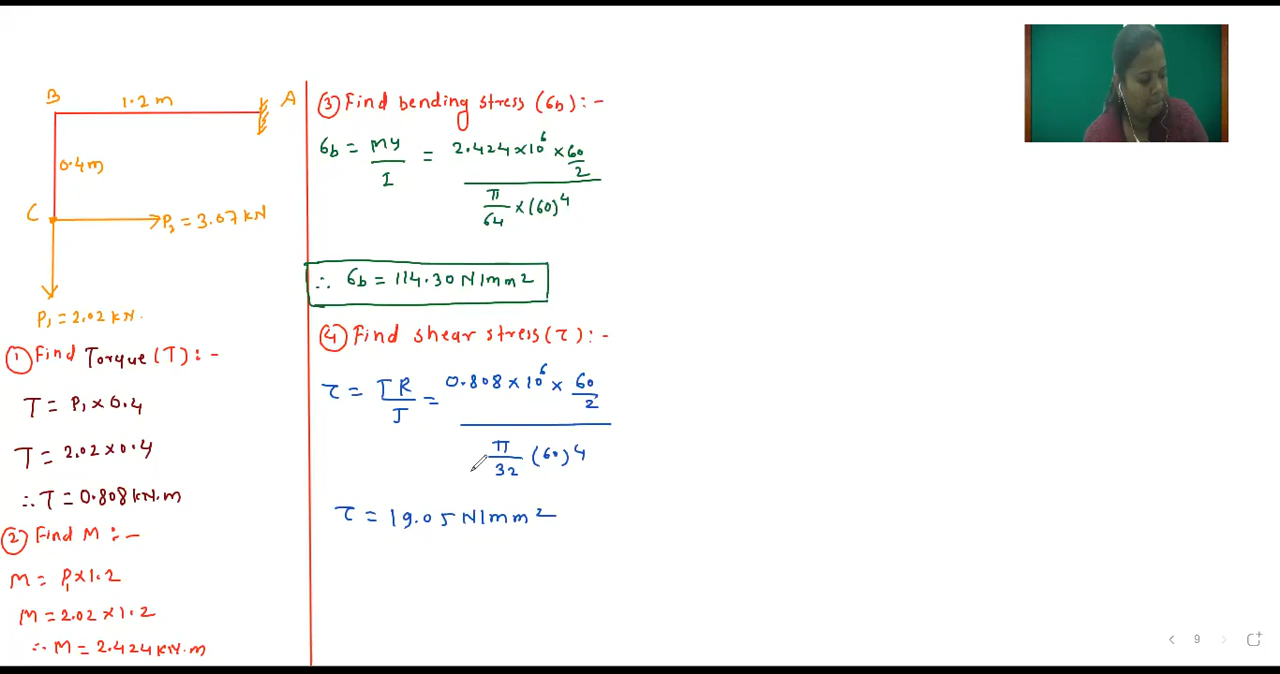 B 1.2 m A
0.4m
C P2 = 3.07 kN
P1 = 2.02 kN.
① Find Torque (T) : -
T = P1 × 0.4
T = 2.02 × 0.4
∴ T = 0.808 kN.m
② Find M : -
M = P1 × 1.2
M = 2.02 × 1.2
∴ M = 2.424 kN.m
③ Find bending stress (σb) : -
σb = My/I = (2.424 × 10^6 × 60/2) / (π/64 × (60)^4)
∴ σb = 114.30 N/mm2
④ Find shear stress (τ) : -
τ = TR/J = (0.808 × 10^6 × 60/2) / (π/32 (60)^4)
τ = 19.05 N/mm2
9